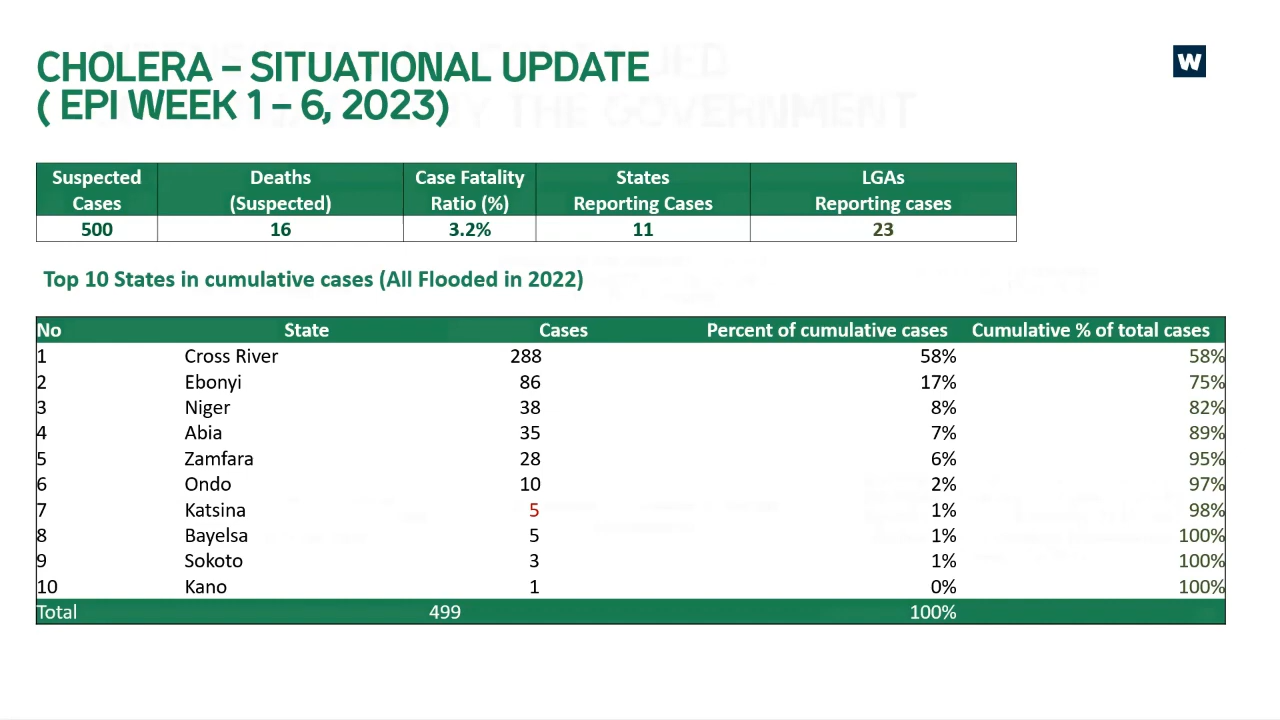 CHOLERA – SITUATIONAL UPDATE
( EPI WEEK 1 – 6, 2023)
W
Suspected Cases Deaths (Suspected) Case Fatality Ratio (%) States Reporting Cases LGAs Reporting cases
500 16 3.2% 11 23
Top 10 States in cumulative cases (All Flooded in 2022)
No State Cases Percent of cumulative cases Cumulative % of total cases
1 Cross River 288 58% 58%
2 Ebonyi 86 17% 75%
3 Niger 38 8% 82%
4 Abia 35 7% 89%
5 Zamfara 28 6% 95%
6 Ondo 10 2% 97%
7 Katsina 5 1% 98%
8 Bayelsa 5 1% 100%
9 Sokoto 3 1% 100%
10 Kano 1 0% 100%
Total 499 100%